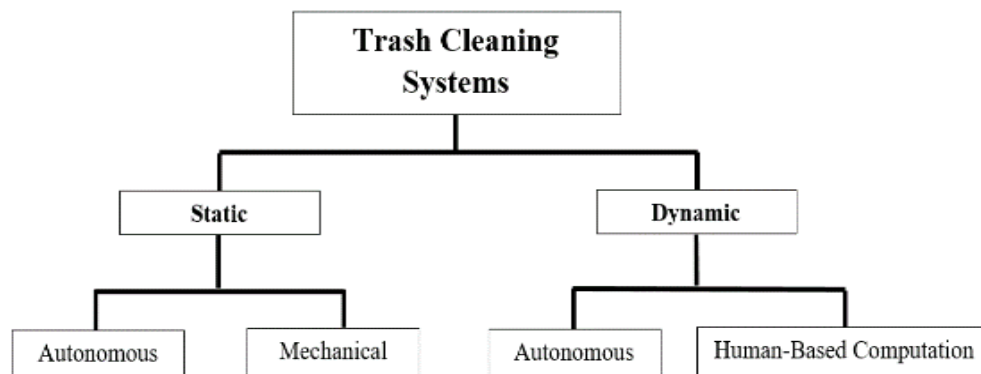 Trash Cleaning
Systems
Static
Dynamic
Autonomous
Mechanical
Autonomous
Human-Based Computation